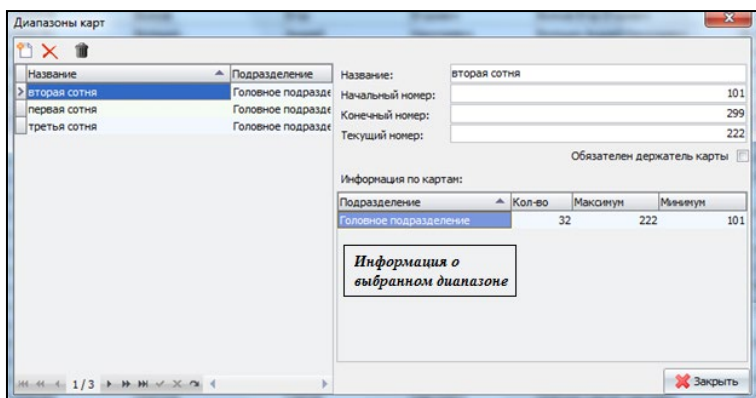 Диапазоны карт
Название
Подразделение
вторая сотня
Головное подразде
первая сотня
Головное подразде
третья сотня
Головное подразде
1 / 3
Название: вторая сотня
Начальный номер: 101
Конечный номер: 299
Текущий номер: 222
Обязателен держатель карты
Информация по картам:
Подразделение Кол-во Максимум Минимум
Головное подразделение 32 222 101
Информация о
выбранном диапазоне
Закрыть